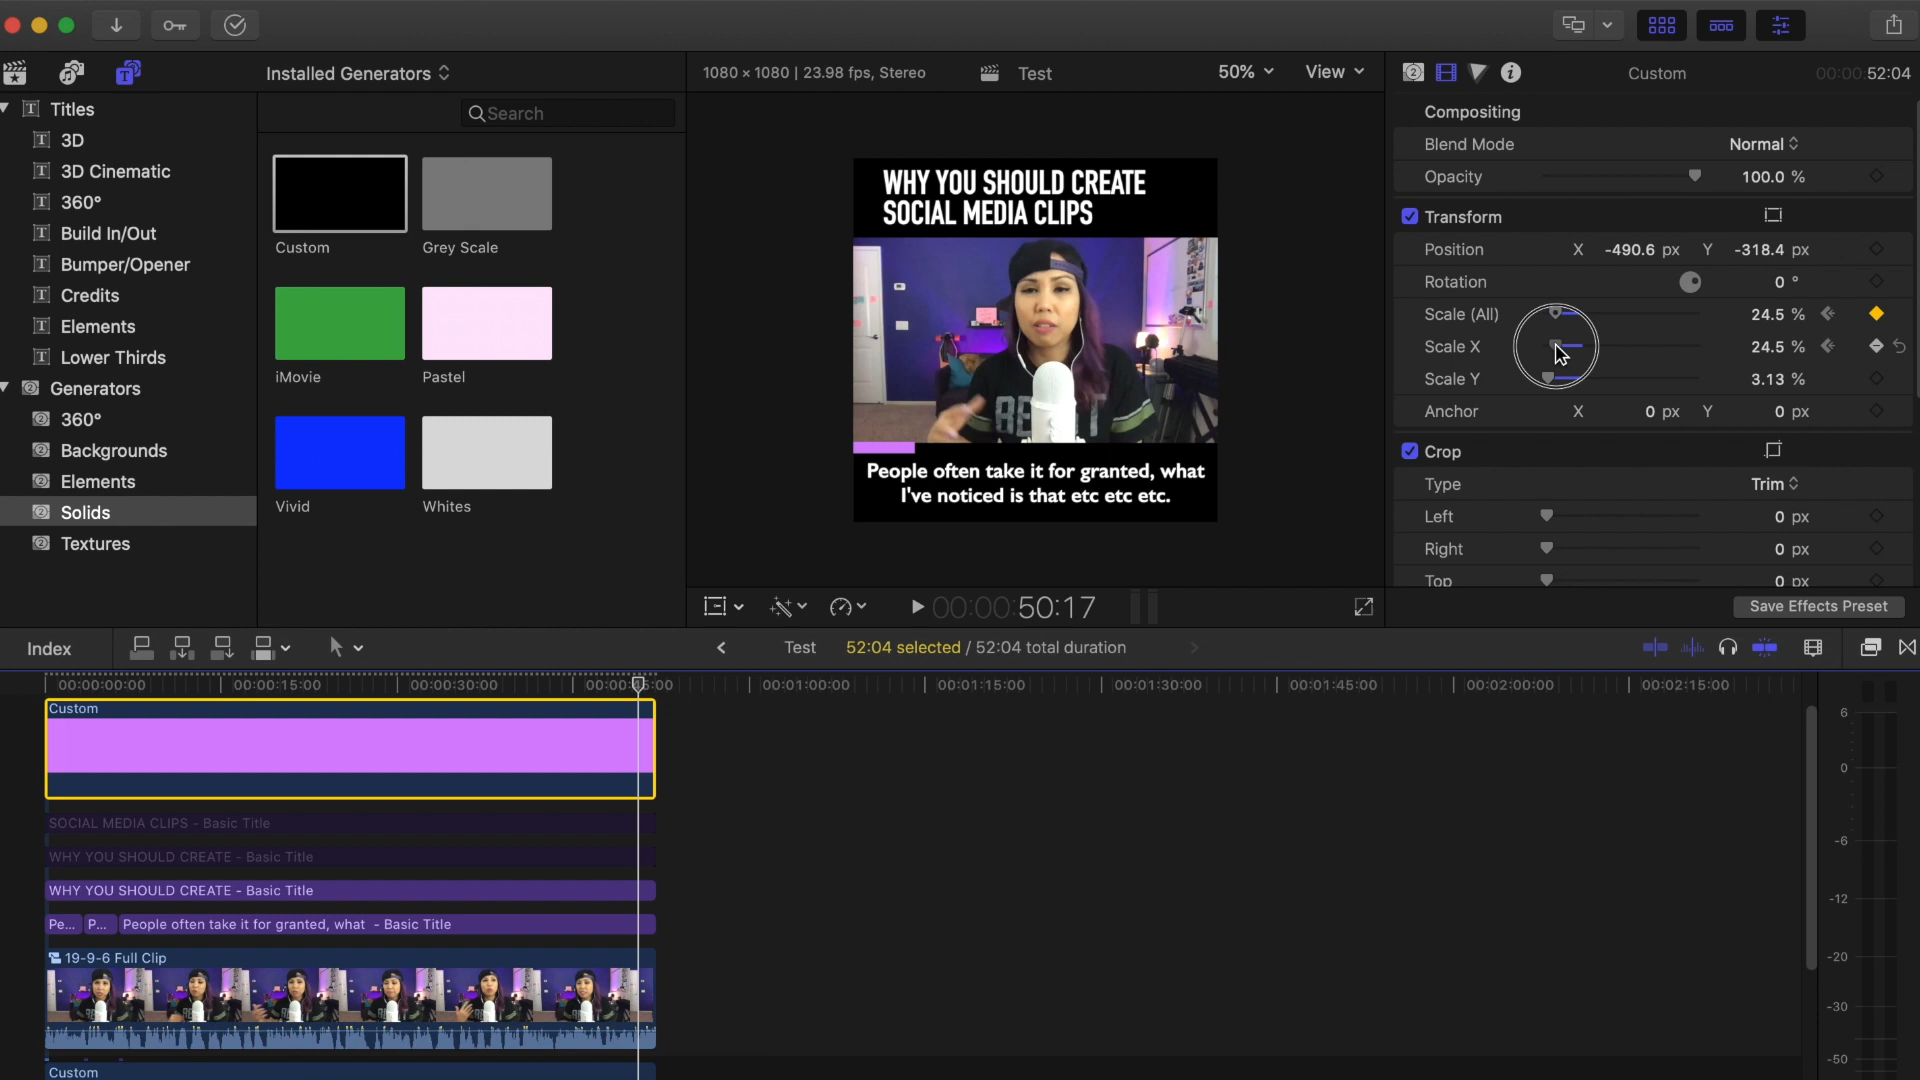 Installed Generators
1080 × 1080 | 23.98 fps, Stereo
Test
50%
View
Custom
00:00:52:04
Titles
3D
3D Cinematic
360°
Build In/Out
Bumper/Opener
Credits
Elements
Lower Thirds
Generators
360°
Backgrounds
Elements
Solids
Textures
Search
Custom
Grey Scale
iMovie
Pastel
Vivid
Whites
WHY YOU SHOULD CREATE
SOCIAL MEDIA CLIPS
People often take it for granted, what
I've noticed is that etc etc etc.
Compositing
Blend Mode Normal
Opacity 100.0 %
Transform
Position X -490.6 px Y -318.4 px
Rotation 0 °
Scale (All) 24.5 %
Scale X 24.5 %
Scale Y 3.13 %
Anchor X 0 px Y 0 px
Crop
Type Trim
Left 0 px
Right 0 px
Top 0 px
00:00:50:17
Save Effects Preset
Index
Test
52:04 selected / 52:04 total duration
00:00:00:00 00:00:15:00 00:00:30:00 00:00:45:00 00:01:00:00 00:01:15:00 00:01:30:00 00:01:45:00 00:02:00:00 00:02:15:00
Custom
SOCIAL MEDIA CLIPS - Basic Title
WHY YOU SHOULD CREATE - Basic Title
WHY YOU SHOULD CREATE - Basic Title
Pe... P... People often take it for granted, what - Basic Title
19-9-6 Full Clip
Custom
6
0
-6
-12
-20
-30
-50